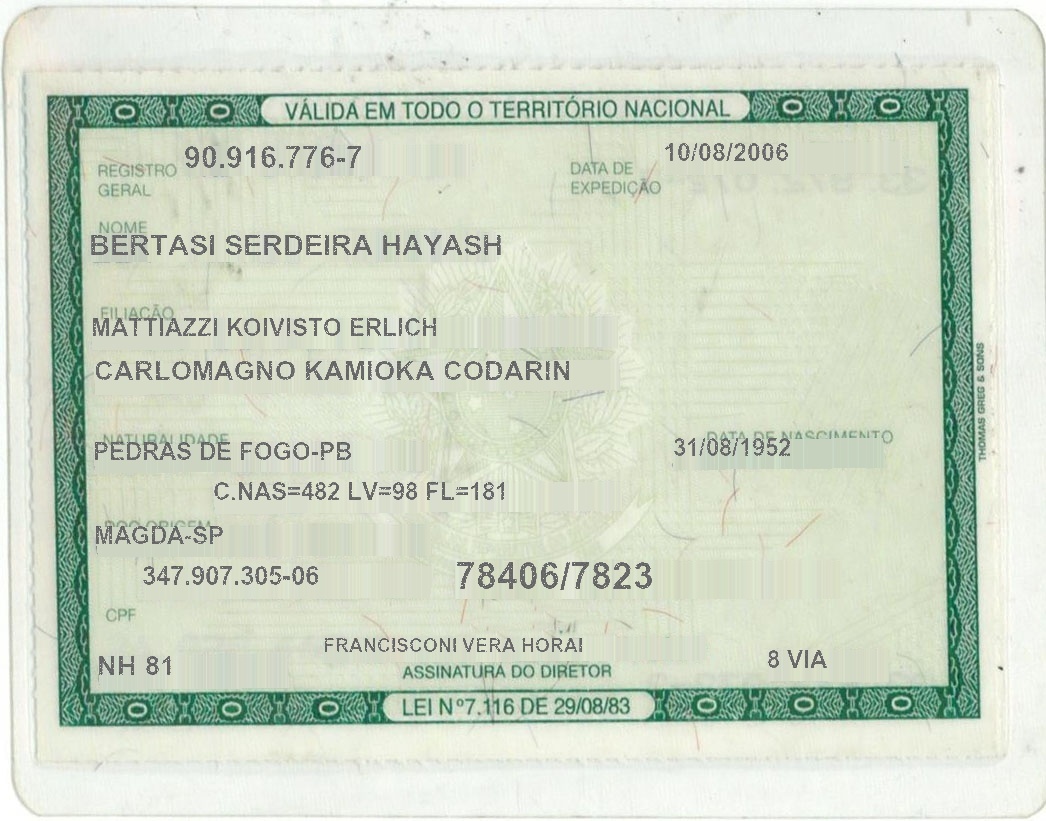 VÁLIDA EM TODO O TERRITÓRIO NACIONAL
REGISTRO GERAL 90.916.776-7 DATA DE EXPEDIÇÃO 10/08/2006
NOME
BERTASI SERDEIRA HAYASH
FILIAÇÃO
MATTIAZZI KOIVISTO ERLICH
CARLOMAGNO KAMIOKA CODARIN
NATURALIDADE DATA DE NASCIMENTO
PEDRAS DE FOGO-PB 31/08/1952
C.NAS=482 LV=98 FL=181
DOC ORIGEM
MAGDA-SP
347.907.305-06 78406/7823
CPF
FRANCISCONI VERA HORAI
NH 81 ASSINATURA DO DIRETOR 8 VIA
LEI Nº7.116 DE 29/08/83
THOMAS GREG & SONS